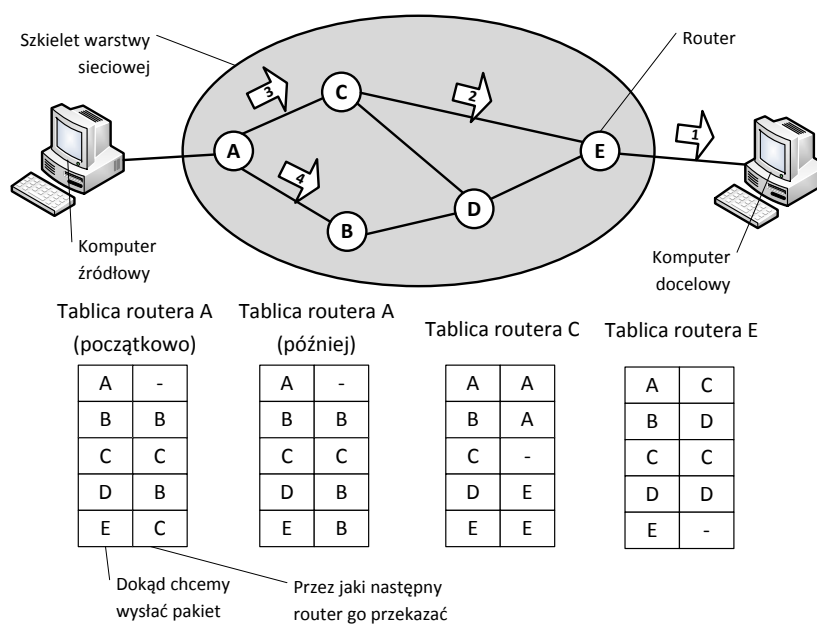 Szkielet warstwy
sieciowej
Router
3
C
2
1
A
E
4
B
D
Komputer
źródłowy
Komputer
docelowy
Tablica routera A
(początkowo)
Tablica routera A
(później)
Tablica routera C
Tablica routera E
A -
B B
C C
D B
E C
A -
B B
C C
D B
E B
A A
B A
C -
D E
E E
A C
B D
C C
D D
E -
Dokąd chcemy
wysłać pakiet
Przez jaki następny
router go przekazać